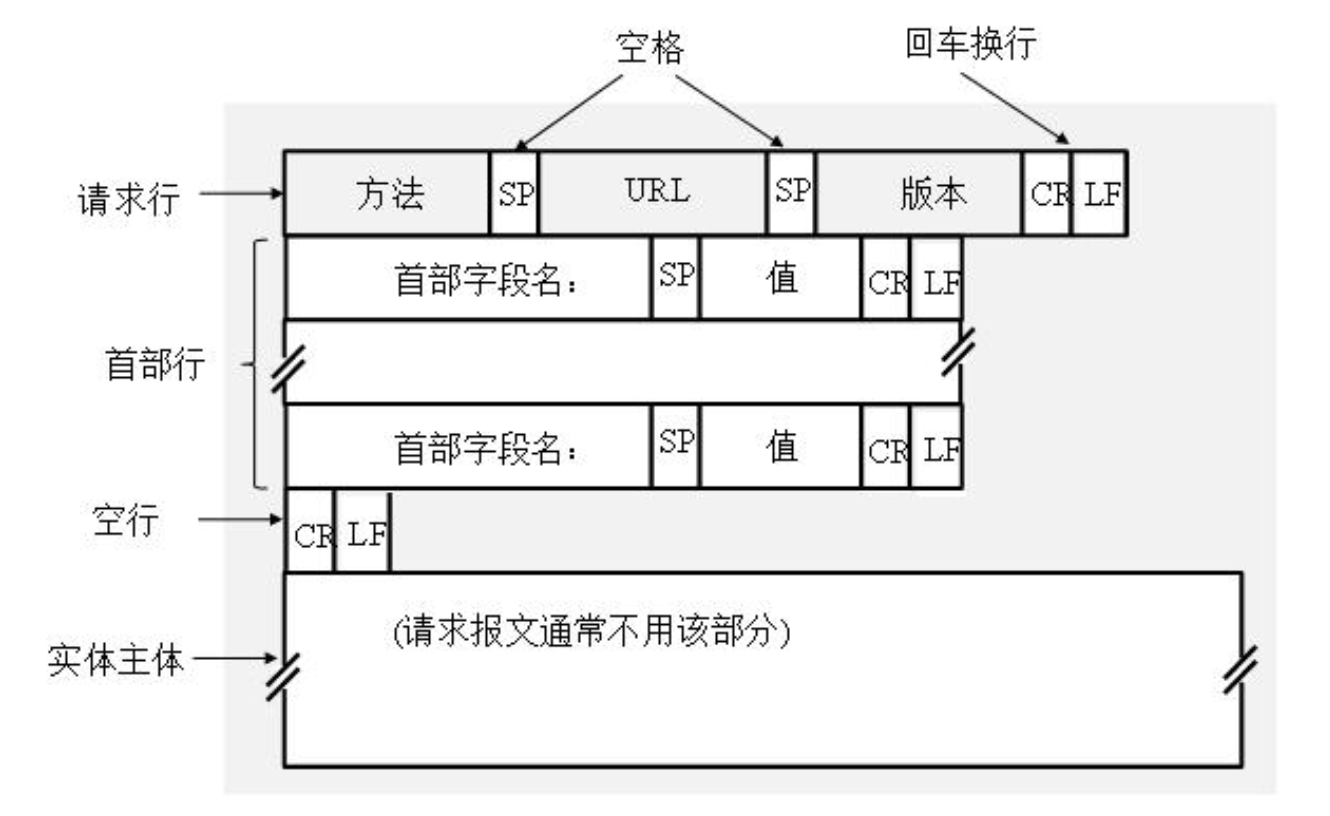 空格
回车换行
请求行 方法 SP URL SP 版本 CR LF
首部字段名： SP 值 CR LF
首部行
首部字段名： SP 值 CR LF
空行 CR LF
(请求报文通常不用该部分)
实体主体